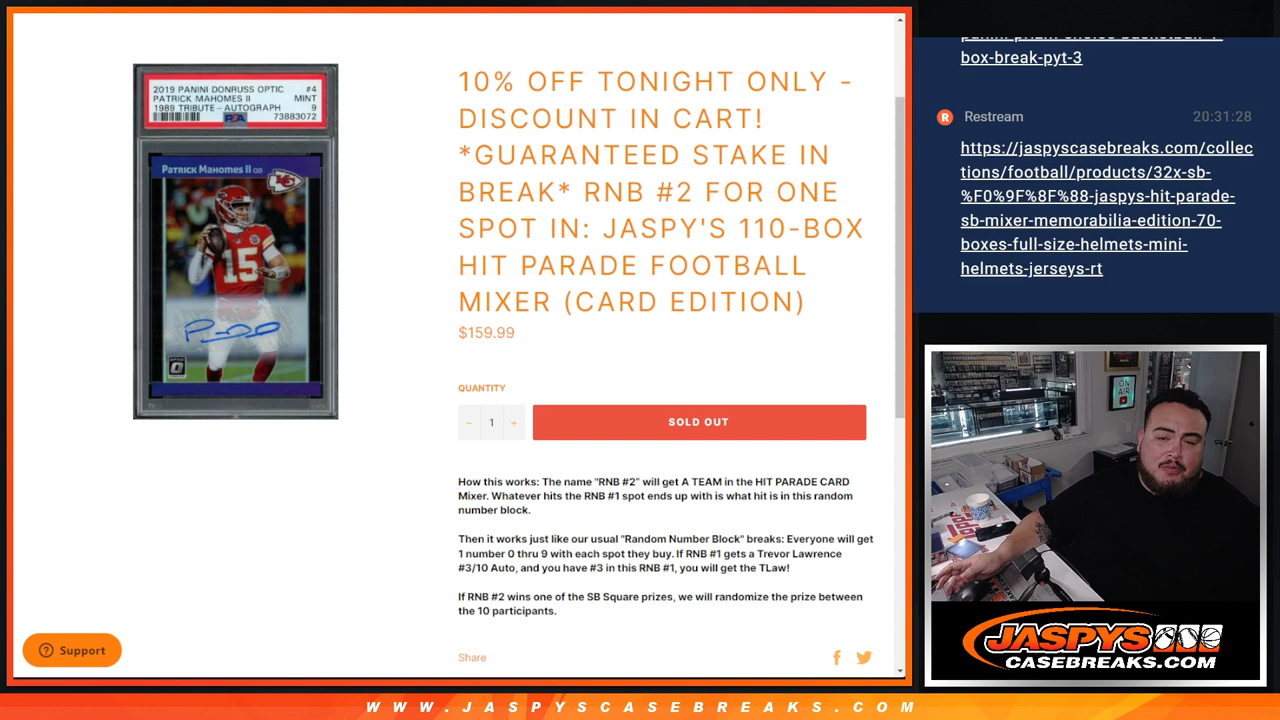 2019 PANINI DONRUSS OPTIC #4
PATRICK MAHOMES II MINT
1989 TRIBUTE - AUTOGRAPH 9
PSA 73883072
PATRICK MAHOMES II QB
15
OPTIC
10% OFF TONIGHT ONLY -
DISCOUNT IN CART!
*GUARANTEED STAKE IN
BREAK* RNB #2 FOR ONE
SPOT IN: JASPY'S 110-BOX
HIT PARADE FOOTBALL
MIXER (CARD EDITION)
$159.99
QUANTITY
− 1 +
SOLD OUT
How this works: The name "RNB #2" will get A TEAM in the HIT PARADE CARD
Mixer. Whatever hits the RNB #1 spot ends up with is what hit is in this random
number block.
Then it works just like our usual "Random Number Block" breaks: Everyone will get
1 number 0 thru 9 with each spot they buy. If RNB #1 gets a Trevor Lawrence
#3/10 Auto, and you have #3 in this RNB #1, you will get the TLaw!
If RNB #2 wins one of the SB Square prizes, we will randomize the prize between
the 10 participants.
Share
Support
box-break-pyt-3
R Restream 20:31:28
https://jaspyscasebreaks.com/collec
tions/football/products/32x-sb-
%F0%9F%8F%88-jaspys-hit-parade-
sb-mixer-memorabilia-edition-70-
boxes-full-size-helmets-mini-
helmets-jerseys-rt
ON
AIR
JASPYS
CASEBREAKS.COM
WWW.JASPYSCASEBREAKS.COM